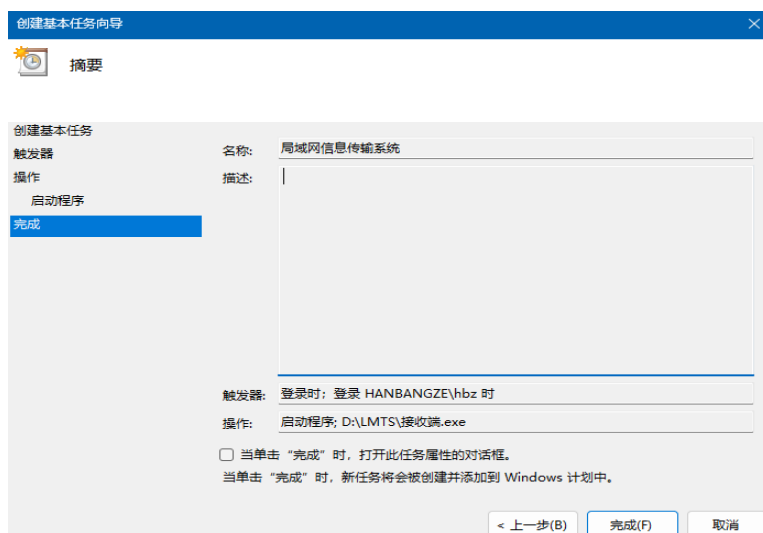 创建基本任务向导
摘要
创建基本任务
触发器
操作
启动程序
完成
名称: 局域网信息传输系统
描述:
触发器: 登录时; 登录 HANBANGZE\hbz 时
操作: 启动程序; D:\LMTS\接收端.exe
当单击“完成”时，打开此任务属性的对话框。
当单击“完成”时，新任务将会被创建并添加到 Windows 计划中。
< 上一步(B) 完成(F) 取消